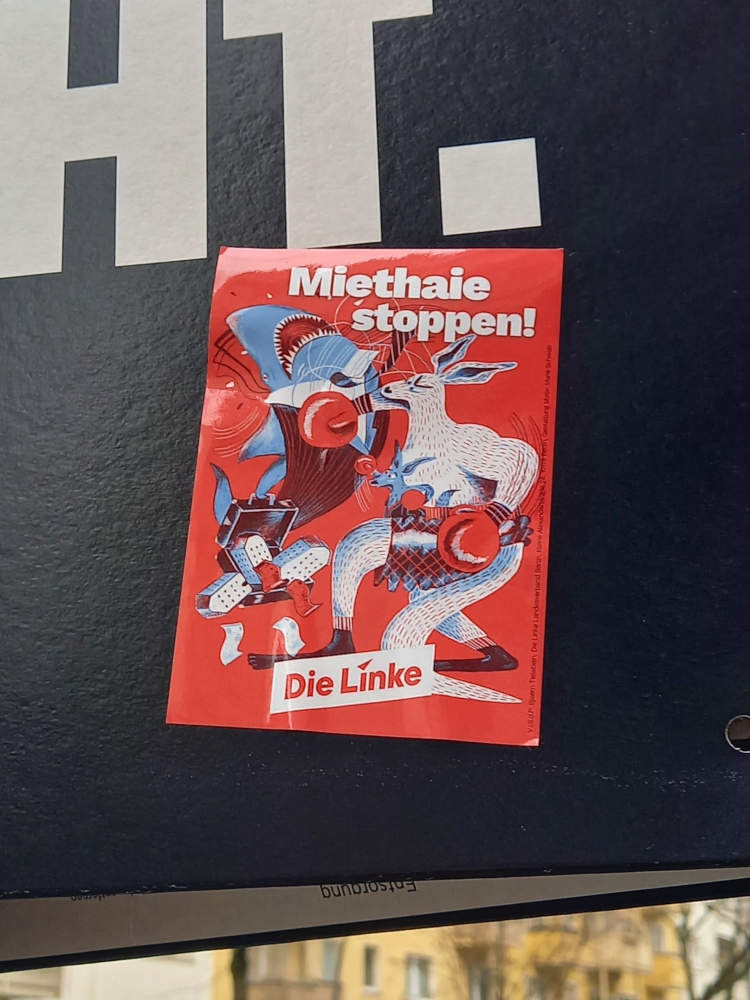 HT.
Miethaie
stoppen!
Die Linke
Entsorgung